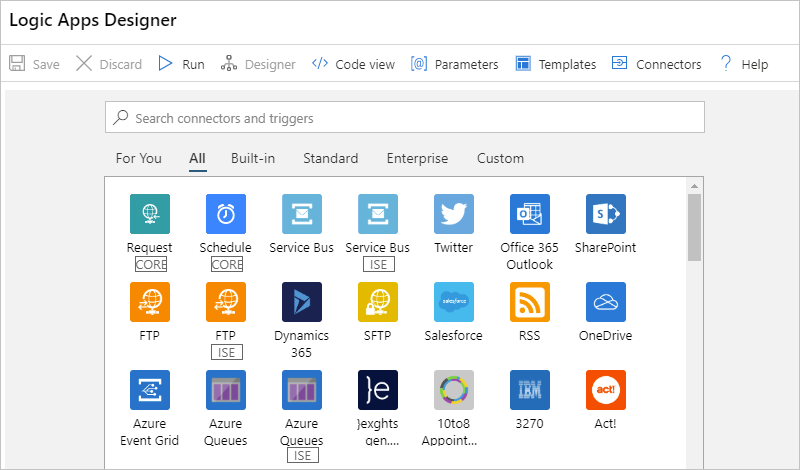 Logic Apps Designer
Save Discard Run Designer </> Code view [@] Parameters Templates Connectors ? Help
Search connectors and triggers
For You All Built-in Standard Enterprise Custom
Request Schedule Service Bus Service Bus Twitter Office 365 SharePoint
CORE CORE ISE Outlook
FTP FTP Dynamics SFTP Salesforce RSS OneDrive
ISE 365
}e IBM act!
Azure Azure Azure }exghts 10to8 3270 Act!
Event Grid Queues Queues gen.... Appoint...
ISE